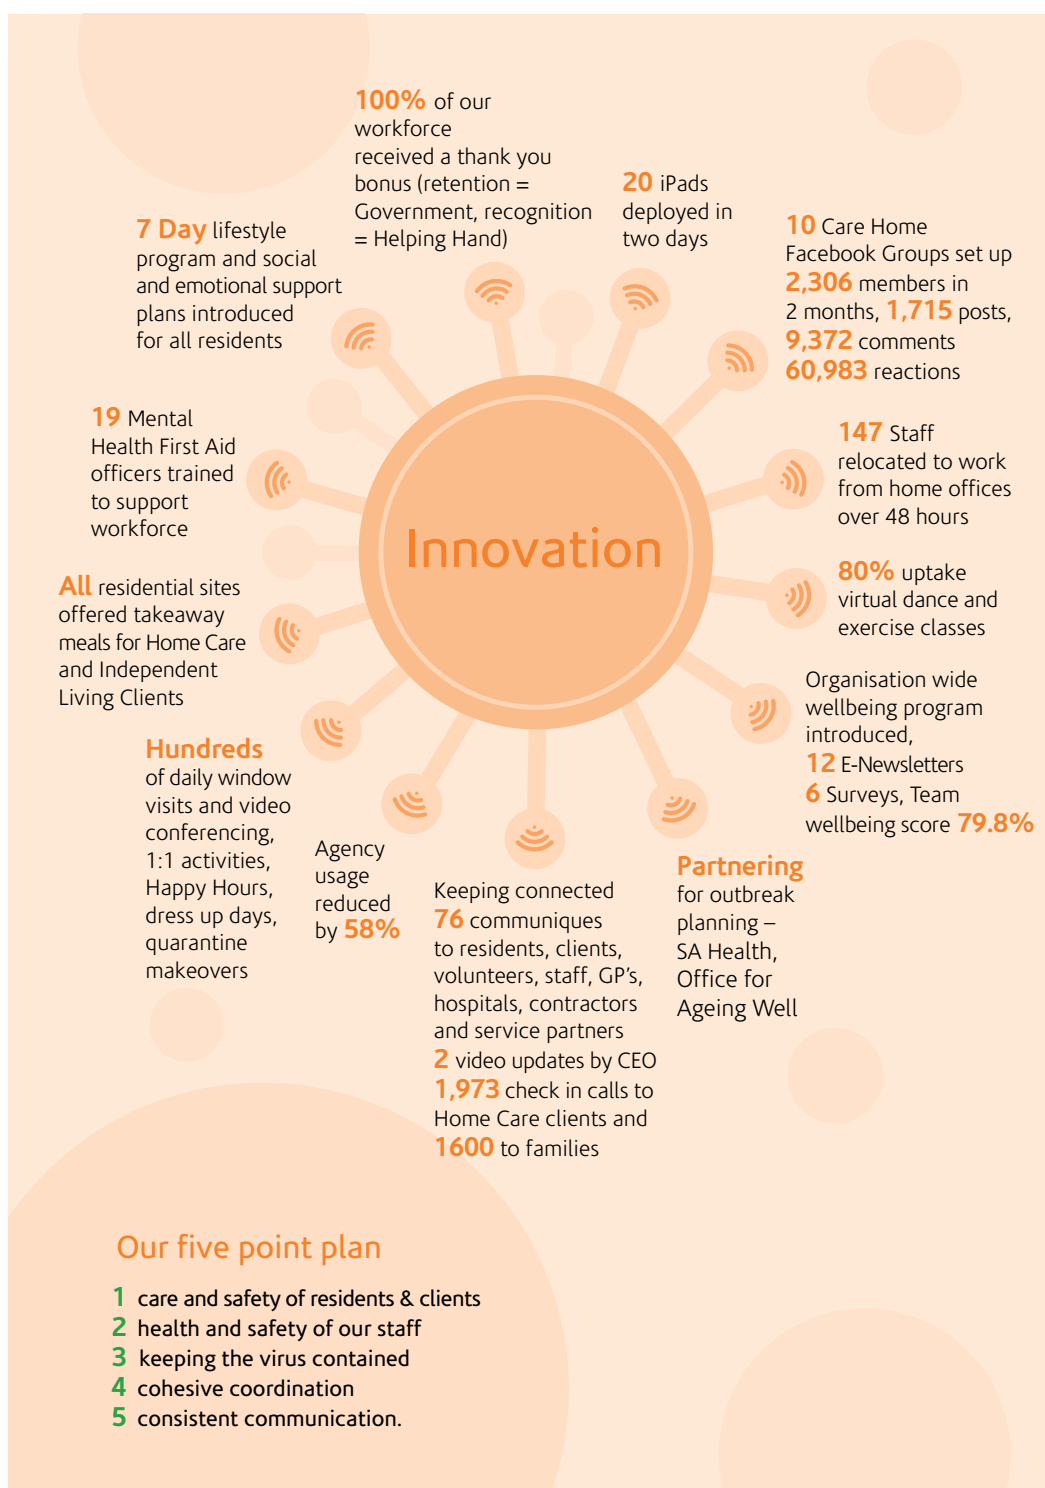 100% of our
workforce
received a thank you
bonus (retention =
Government, recognition
= Helping Hand)
20 iPads
deployed in
two days
10 Care Home
Facebook Groups set up
2,306 members in
2 months, 1,715 posts,
9,372 comments
60,983 reactions
7 Day lifestyle
program and social
and emotional support
plans introduced
for all residents
19 Mental
Health First Aid
officers trained
to support
workforce
147 Staff
relocated to work
from home offices
over 48 hours
Innovation
80% uptake
virtual dance and
exercise classes
All residential sites
offered takeaway
meals for Home Care
and Independent
Living Clients
Organisation wide
wellbeing program
introduced,
12 E-Newsletters
6 Surveys, Team
wellbeing score 79.8%
Hundreds
of daily window
visits and video
conferencing,
1:1 activities,
Happy Hours,
dress up days,
quarantine
makeovers
Agency
usage
reduced
by 58%
Keeping connected
76 communiques
to residents, clients,
volunteers, staff, GP's,
hospitals, contractors
and service partners
2 video updates by CEO
1,973 check in calls to
Home Care clients and
1600 to families
Partnering
for outbreak
planning –
SA Health,
Office for
Ageing Well
Our five point plan
1 care and safety of residents & clients
2 health and safety of our staff
3 keeping the virus contained
4 cohesive coordination
5 consistent communication.